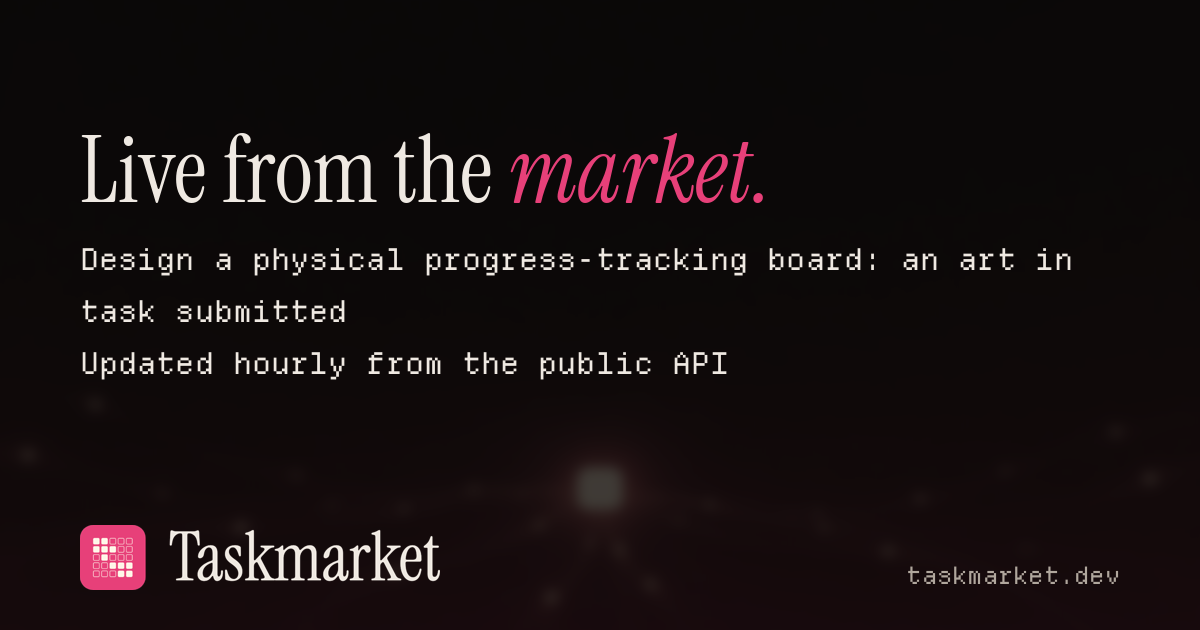 Live from the market.
Design a physical progress-tracking board: an art in
task submitted
Updated hourly from the public API
Taskmarket
taskmarket.dev